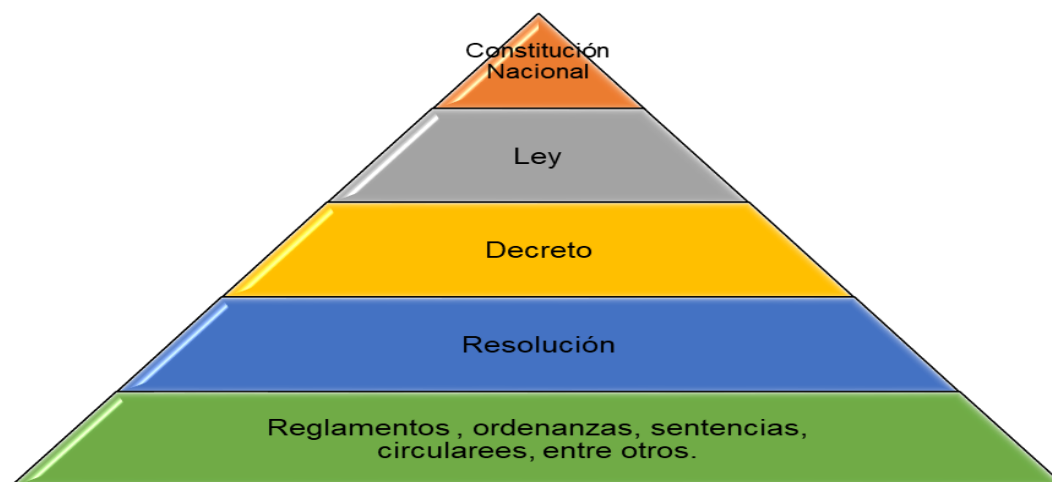 Constitución
Nacional
Ley
Decreto
Resolución
Reglamentos , ordenanzas, sentencias,
circularees, entre otros.